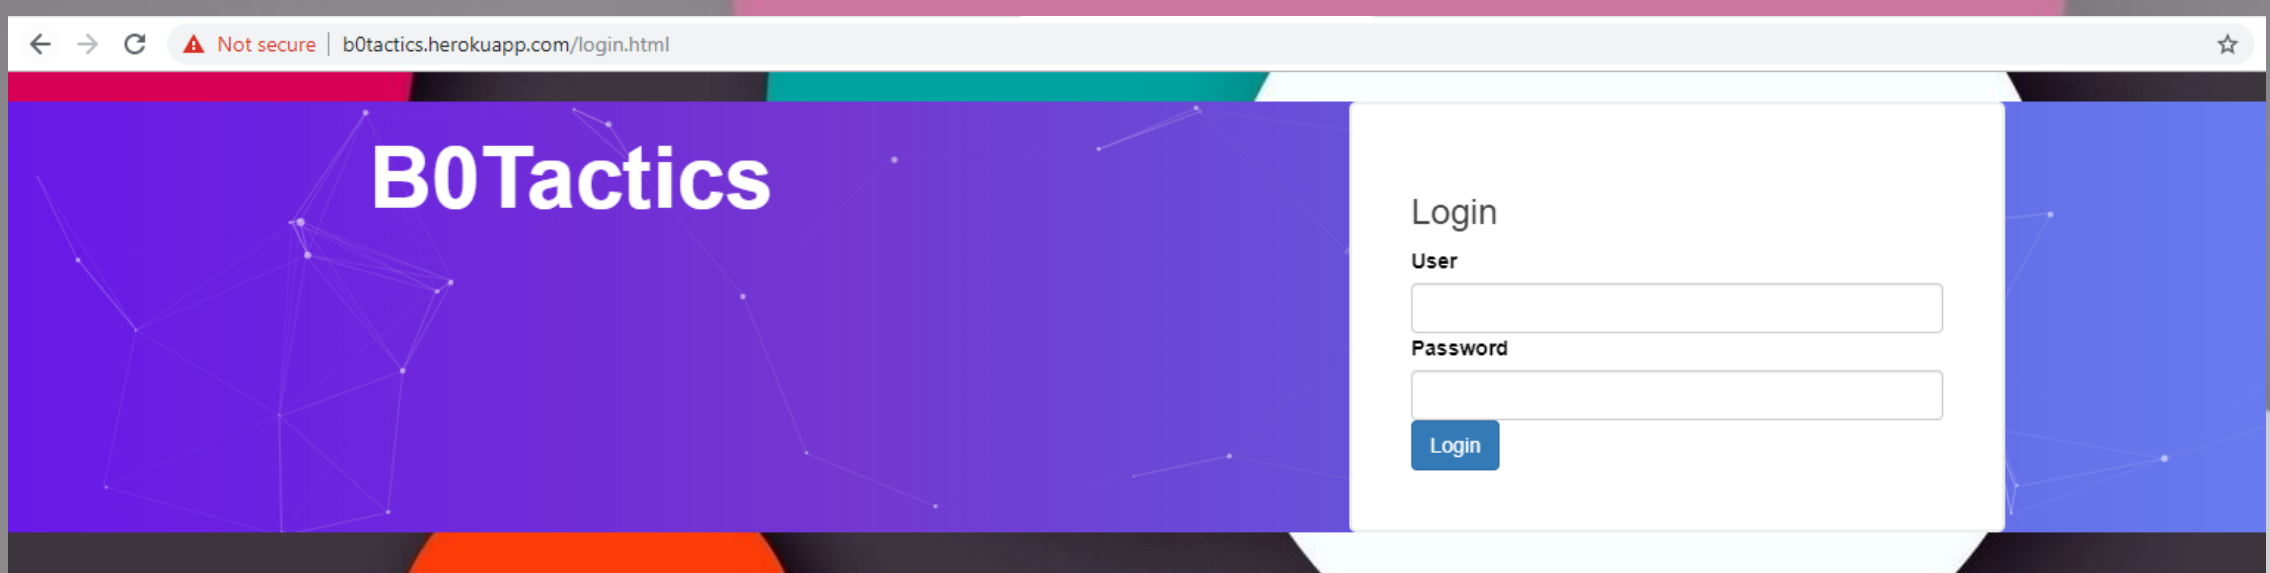 Not secure | b0tactics.herokuapp.com/login.html
B0Tactics
Login
User
Password
Login